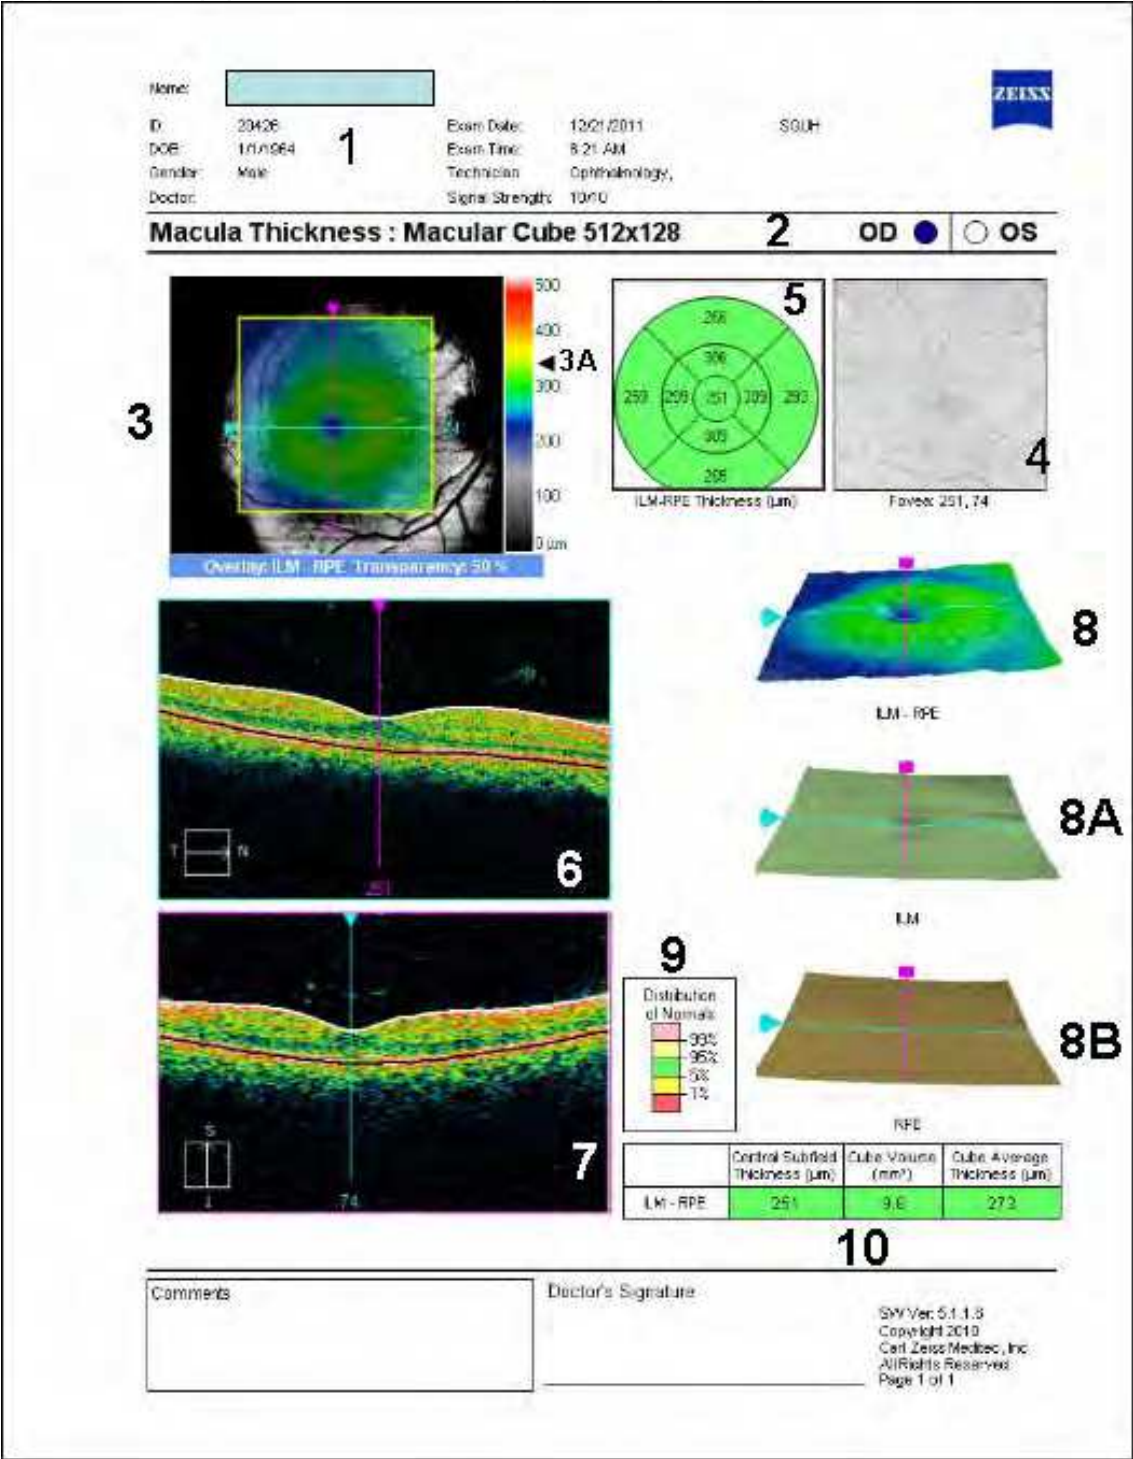 Name:
ZEISS
ID: 20426 Exam Date: 12/21/2011 SGUH
DOB: 1/1/1964 Exam Time: 8:21 AM
1
Gender: Male Technician: Ophthalmology,
Doctor: Signal Strength: 10/10
Macula Thickness : Macular Cube 512x128 2 OD OS
500
400
300
200
100
0 µm
3A
3
Overlay: ILM - RPE Transparency: 50 %
5
306
251
309
ILM-RPE Thickness (µm)
4
Fovea: 251, 74
8
ILM - RPE
T N
251
6
8A
ILM
9
Distribution
of Normals
99%
95%
5%
1%
8B
RPE
S
I
74
7
Central Subfield Thickness (µm) Cube Volume (mm³) Cube Average Thickness (µm)
ILM - RPE 251 9.8 273
10
Comments Doctor's Signature
SW Ver: 5.1.1.6
Copyright 2010
Carl Zeiss Meditec, Inc
All Rights Reserved
Page 1 of 1